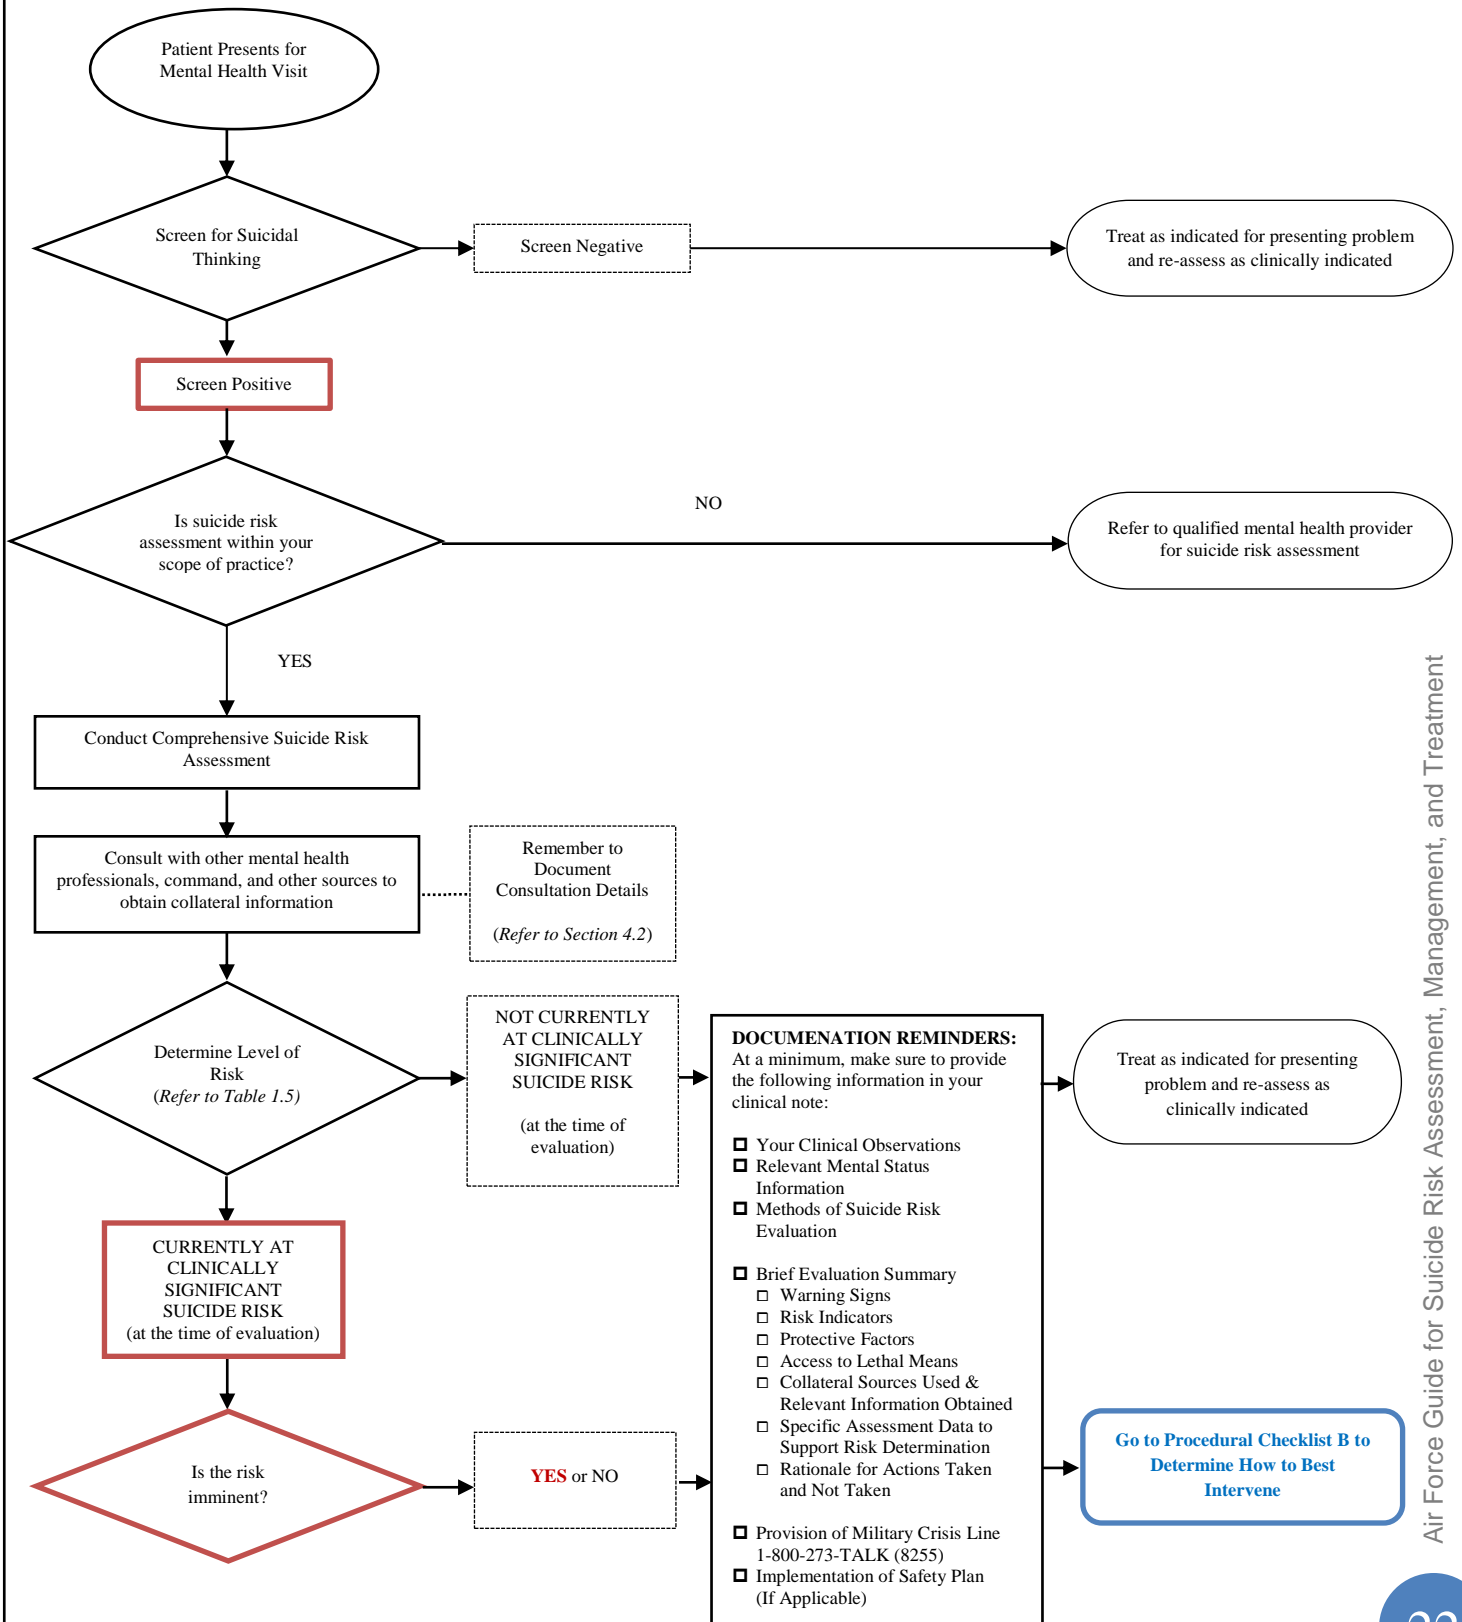 Patient Presents for
Mental Health Visit
Screen for Suicidal
Thinking
Screen Negative
Treat as indicated for presenting problem
and re-assess as clinically indicated
Screen Positive
Is suicide risk
assessment within your
scope of practice?
NO
Refer to qualified mental health provider
for suicide risk assessment
YES
Conduct Comprehensive Suicide Risk
Assessment
Consult with other mental health
professionals, command, and other sources to
obtain collateral information
Remember to
Document
Consultation Details
(Refer to Section 4.2)
Determine Level of
Risk
(Refer to Table 1.5)
NOT CURRENTLY
AT CLINICALLY
SIGNIFICANT
SUICIDE RISK
(at the time of
evaluation)
DOCUMENATION REMINDERS:
At a minimum, make sure to provide
the following information in your
clinical note:
Your Clinical Observations
Relevant Mental Status
Information
Methods of Suicide Risk
Evaluation
Brief Evaluation Summary
Warning Signs
Risk Indicators
Protective Factors
Access to Lethal Means
Collateral Sources Used &
Relevant Information Obtained
Specific Assessment Data to
Support Risk Determination
Rationale for Actions Taken
and Not Taken
Provision of Military Crisis Line
1-800-273-TALK (8255)
Implementation of Safety Plan
(If Applicable)
Treat as indicated for presenting
problem and re-assess as
clinically indicated
CURRENTLY AT
CLINICALLY
SIGNIFICANT
SUICIDE RISK
(at the time of evaluation)
Is the risk
imminent?
YES or NO
Go to Procedural Checklist B to
Determine How to Best
Intervene
Air Force Guide for Suicide Risk Assessment, Management, and Treatment